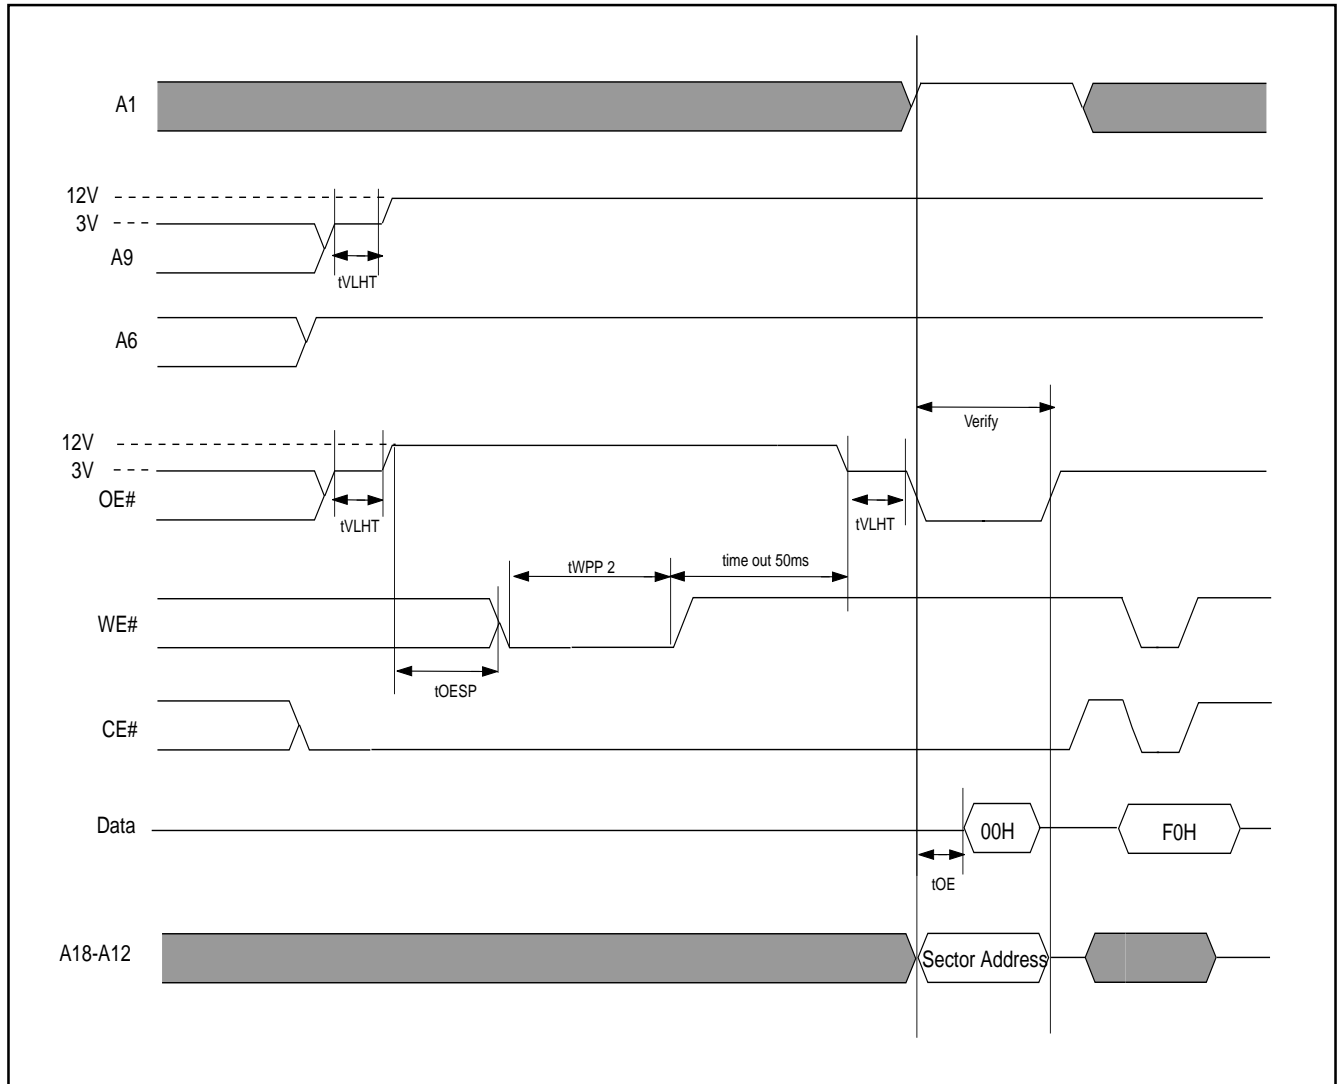 A1
12V
3V
A9
tVLHT
A6
Verify
12V
3V
OE#
tVLHT
tVLHT
tWPP 2
time out 50ms
WE#
tOESP
CE#
Data
00H
F0H
tOE
A18-A12
Sector Address